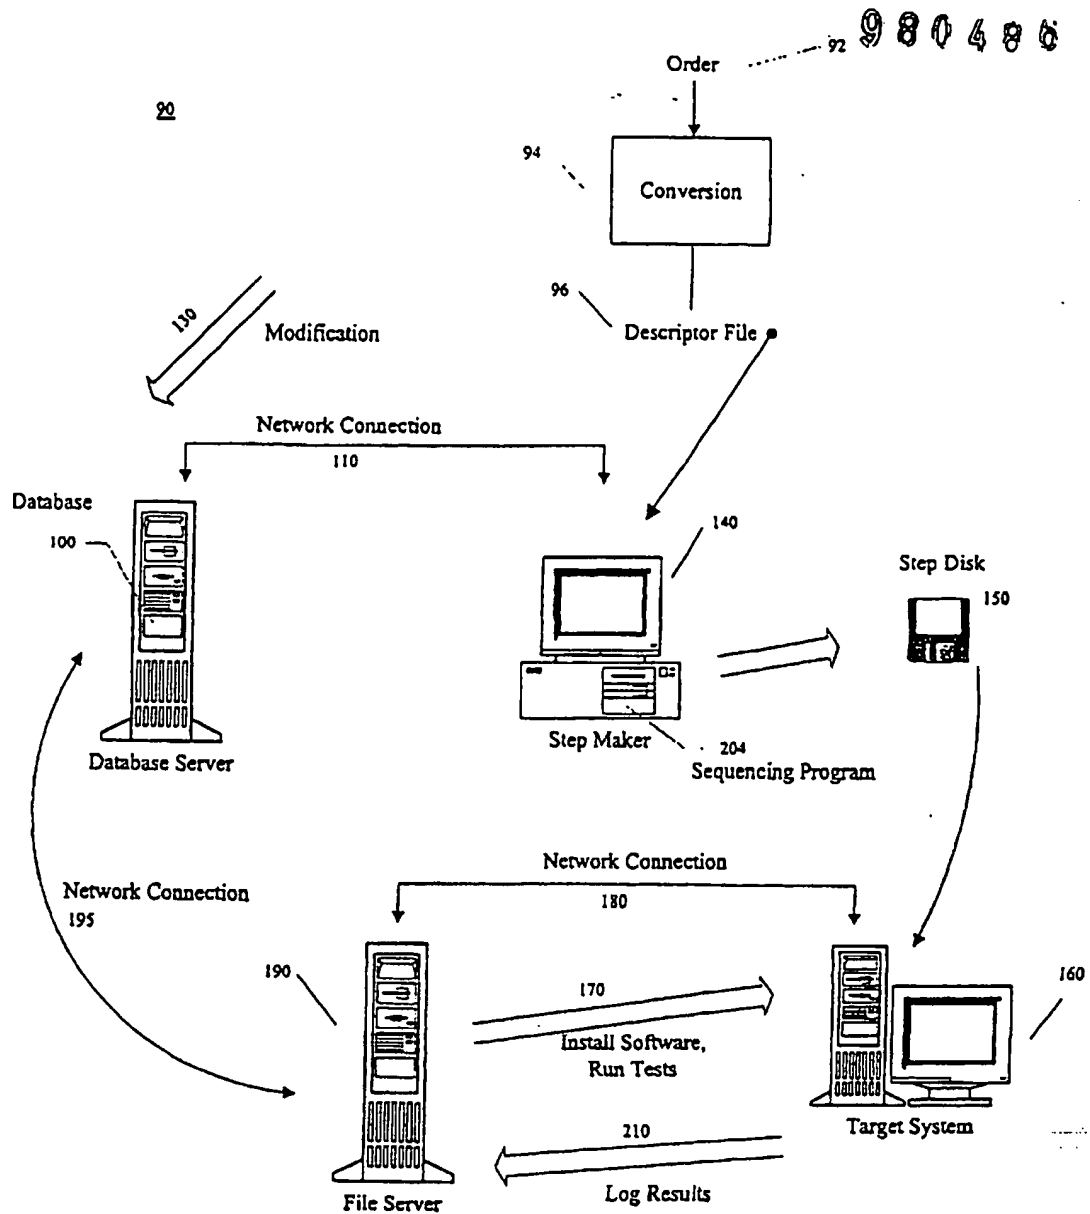 92 980486
Order
90
94
Conversion
96
Descriptor File
130
Modification
Network Connection
110
Database
100
140
Step Disk
150
Step Maker
204
Sequencing Program
Database Server
Network Connection
180
Network Connection
195
190
170
Install Software,
Run Tests
160
Target System
210
Log Results
File Server